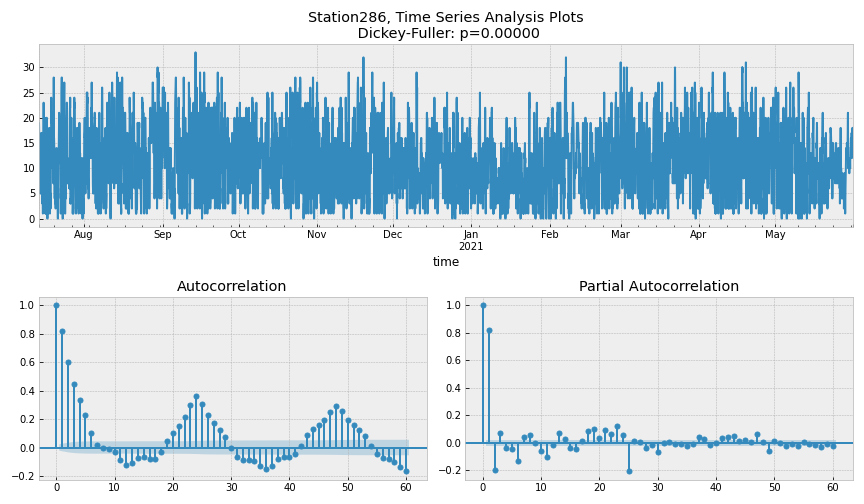 Station286, Time Series Analysis Plots
Dickey-Fuller: p=0.00000
30
25
20
15
10
5
0
Aug Sep Oct Nov Dec Jan Feb Mar Apr May
2021
time
Autocorrelation
1.0
0.8
0.6
0.4
0.2
0.0
−0.2
0 10 20 30 40 50 60
Partial Autocorrelation
1.0
0.8
0.6
0.4
0.2
0.0
−0.2
0 10 20 30 40 50 60